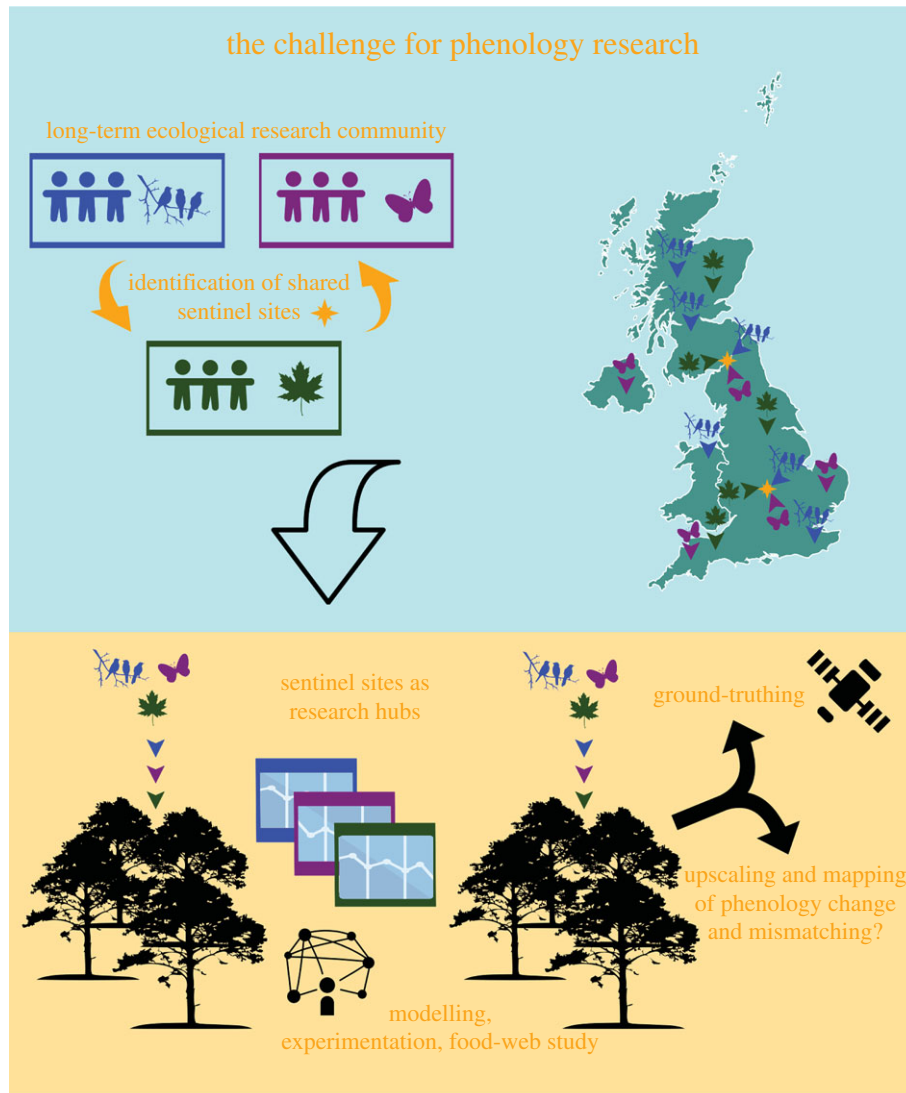 the challenge for phenology research
long-term ecological research community
identification of shared
sentinel sites
sentinel sites as
research hubs
ground-truthing
upscaling and mapping
of phenology change
and mismatching?
modelling,
experimentation, food-web study